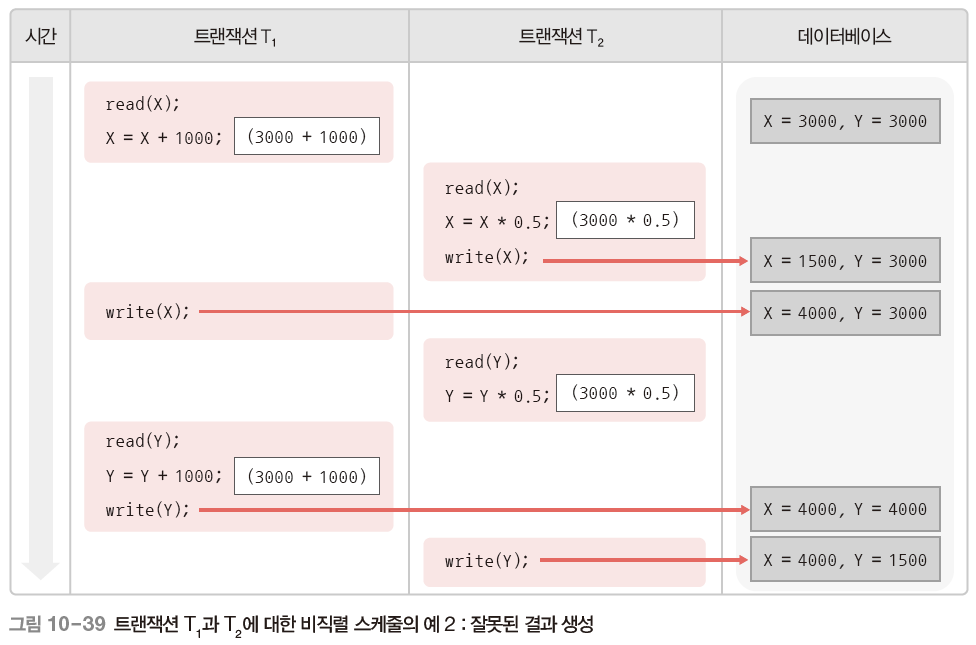 시간 트랜잭션 T1 트랜잭션 T2 데이터베이스
read(X);
X = X + 1000; (3000 + 1000)
X = 3000, Y = 3000
read(X);
X = X * 0.5; (3000 * 0.5)
write(X);
X = 1500, Y = 3000
write(X);
X = 4000, Y = 3000
read(Y);
Y = Y * 0.5; (3000 * 0.5)
read(Y);
Y = Y + 1000; (3000 + 1000)
write(Y);
X = 4000, Y = 4000
write(Y);
X = 4000, Y = 1500
그림 10-39 트랜잭션 T1과 T2에 대한 비직렬 스케줄의 예 2 : 잘못된 결과 생성